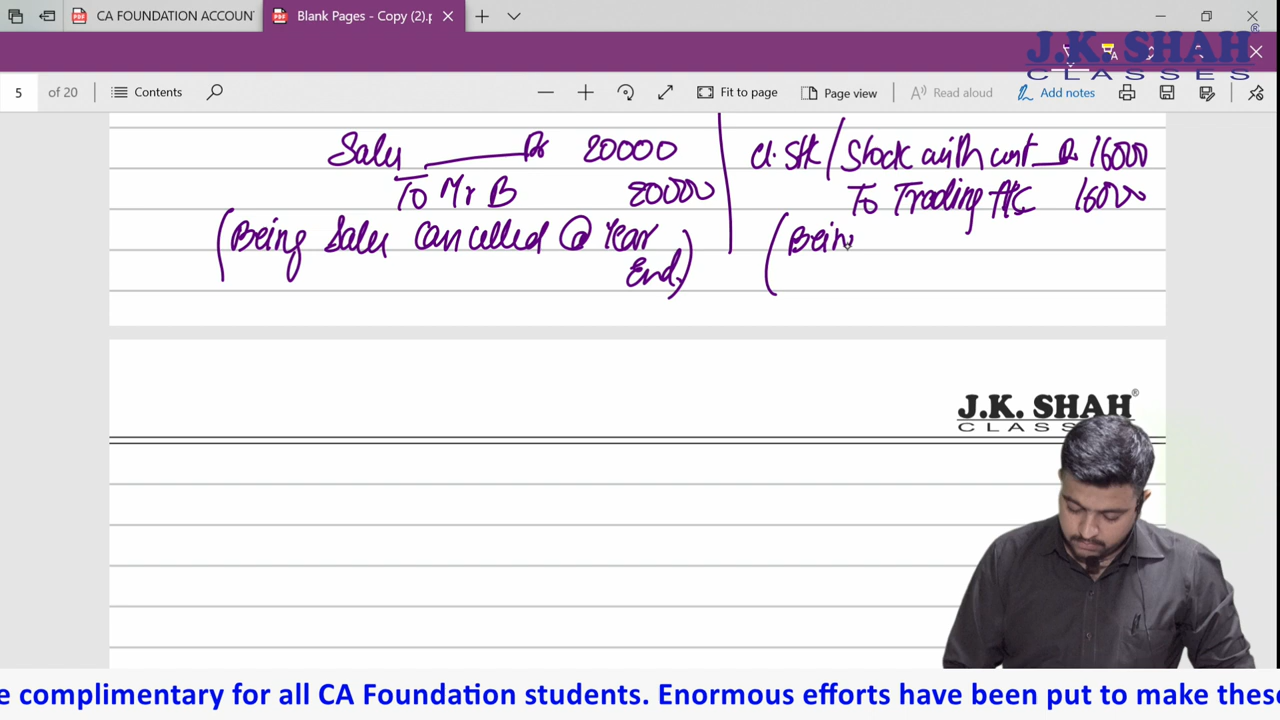 CA FOUNDATION ACCOUN
Blank Pages - Copy (2).p
J.K. SHAH®
CLASSES
5 of 20
Contents
Fit to page
Page view
Read aloud
Add notes
Sales Dr 20000
To Mr B 20000
(Being Sales Cancelled @ Year
End)
Cl. Stk / Stock with cust Dr 16000
To Trading A/c 16000
(Being
J.K. SHAH®
CLASS
e complimentary for all CA Foundation students. Enormous efforts have been put to make these